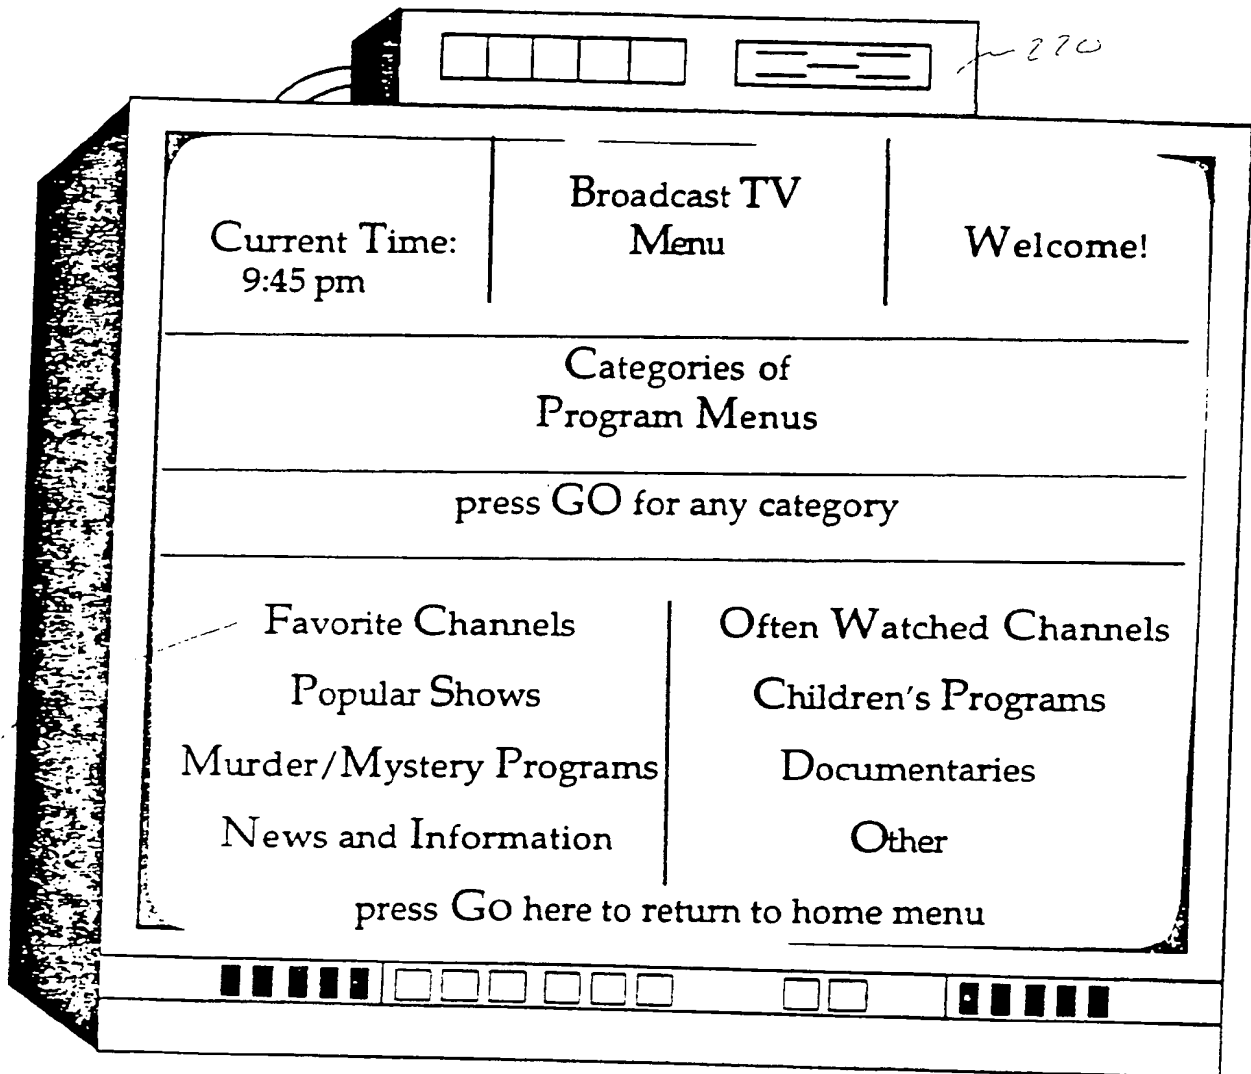 220
Broadcast TV
Menu
Current Time:
9:45 pm
Welcome!
Categories of
Program Menus
press GO for any category
Favorite Channels
Often Watched Channels
Popular Shows
Children's Programs
Murder/Mystery Programs
Documentaries
News and Information
Other
press Go here to return to home menu